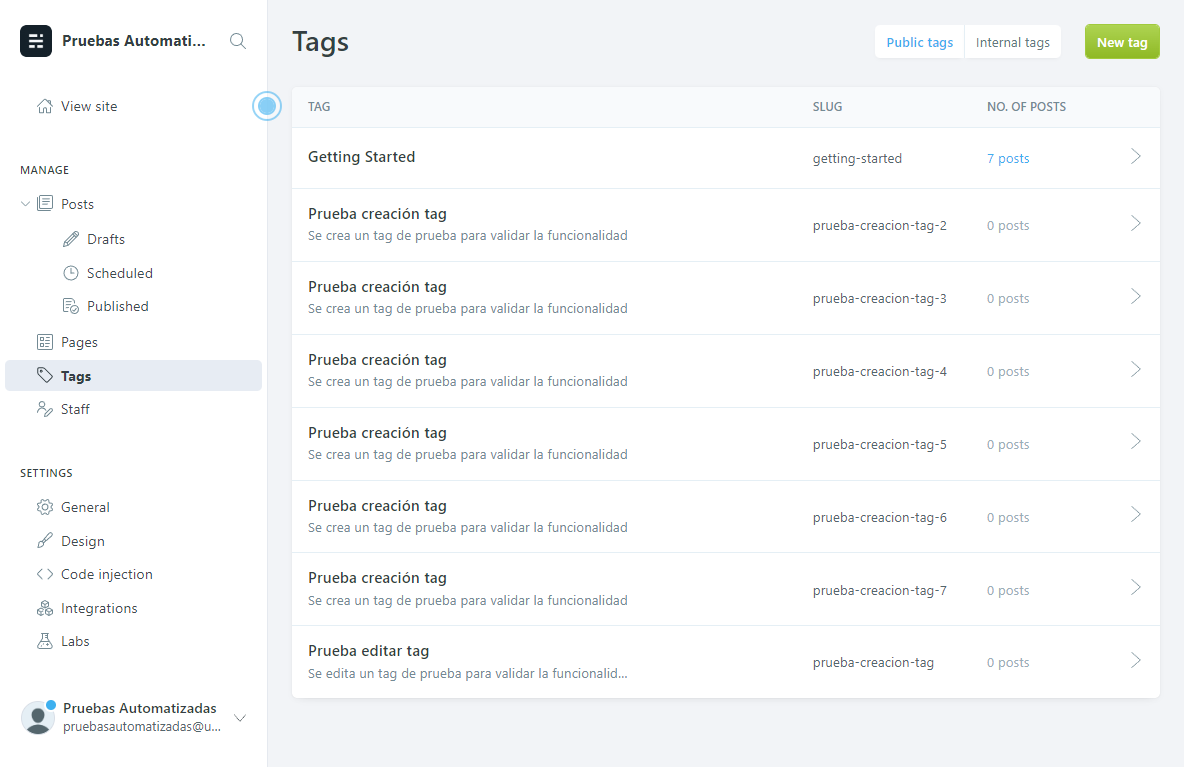 Pruebas Automati...
View site
MANAGE
Posts
Drafts
Scheduled
Published
Pages
Tags
Staff
SETTINGS
General
Design
Code injection
Integrations
Labs
Pruebas Automatizadas
pruebasautomatizadas@u...
Tags
Public tags Internal tags New tag
TAG SLUG NO. OF POSTS
Getting Started getting-started 7 posts
Prueba creación tag
Se crea un tag de prueba para validar la funcionalidad prueba-creacion-tag-2 0 posts
Prueba creación tag
Se crea un tag de prueba para validar la funcionalidad prueba-creacion-tag-3 0 posts
Prueba creación tag
Se crea un tag de prueba para validar la funcionalidad prueba-creacion-tag-4 0 posts
Prueba creación tag
Se crea un tag de prueba para validar la funcionalidad prueba-creacion-tag-5 0 posts
Prueba creación tag
Se crea un tag de prueba para validar la funcionalidad prueba-creacion-tag-6 0 posts
Prueba creación tag
Se crea un tag de prueba para validar la funcionalidad prueba-creacion-tag-7 0 posts
Prueba editar tag
Se edita un tag de prueba para validar la funcionalid... prueba-creacion-tag 0 posts